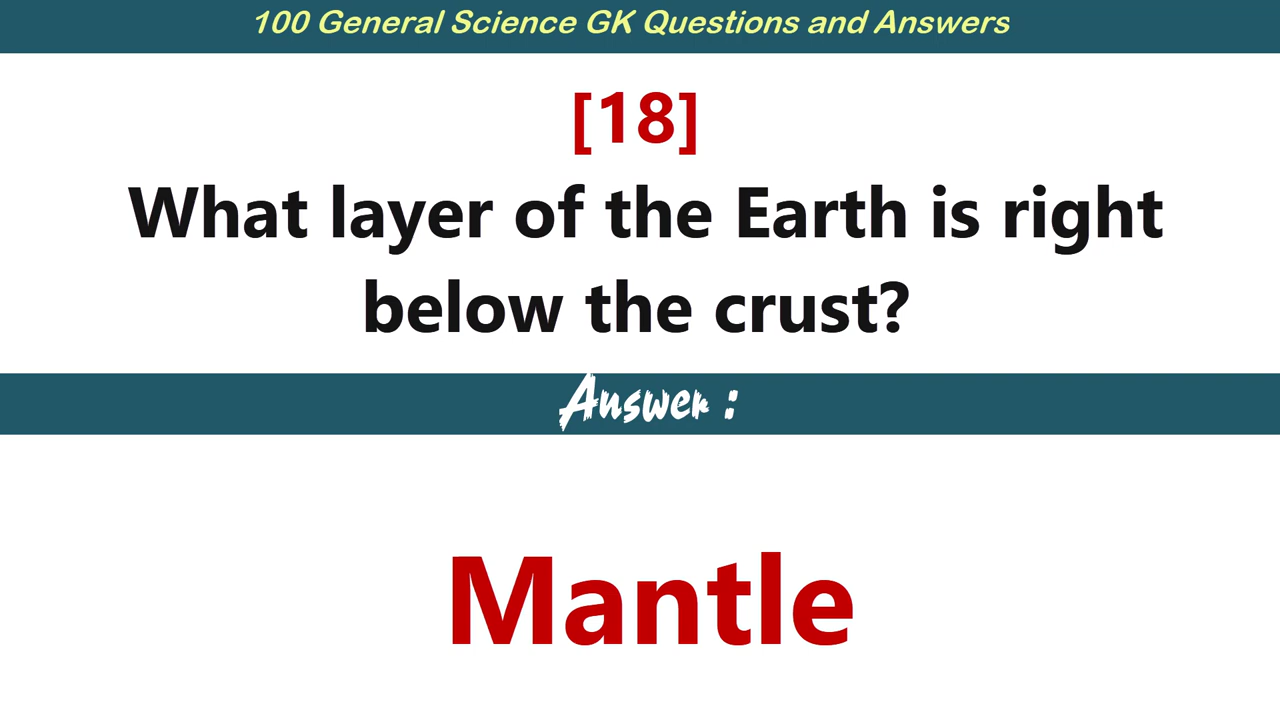 100 General Science GK Questions and Answers
[18]
What layer of the Earth is right
below the crust?
Answer :
Mantle